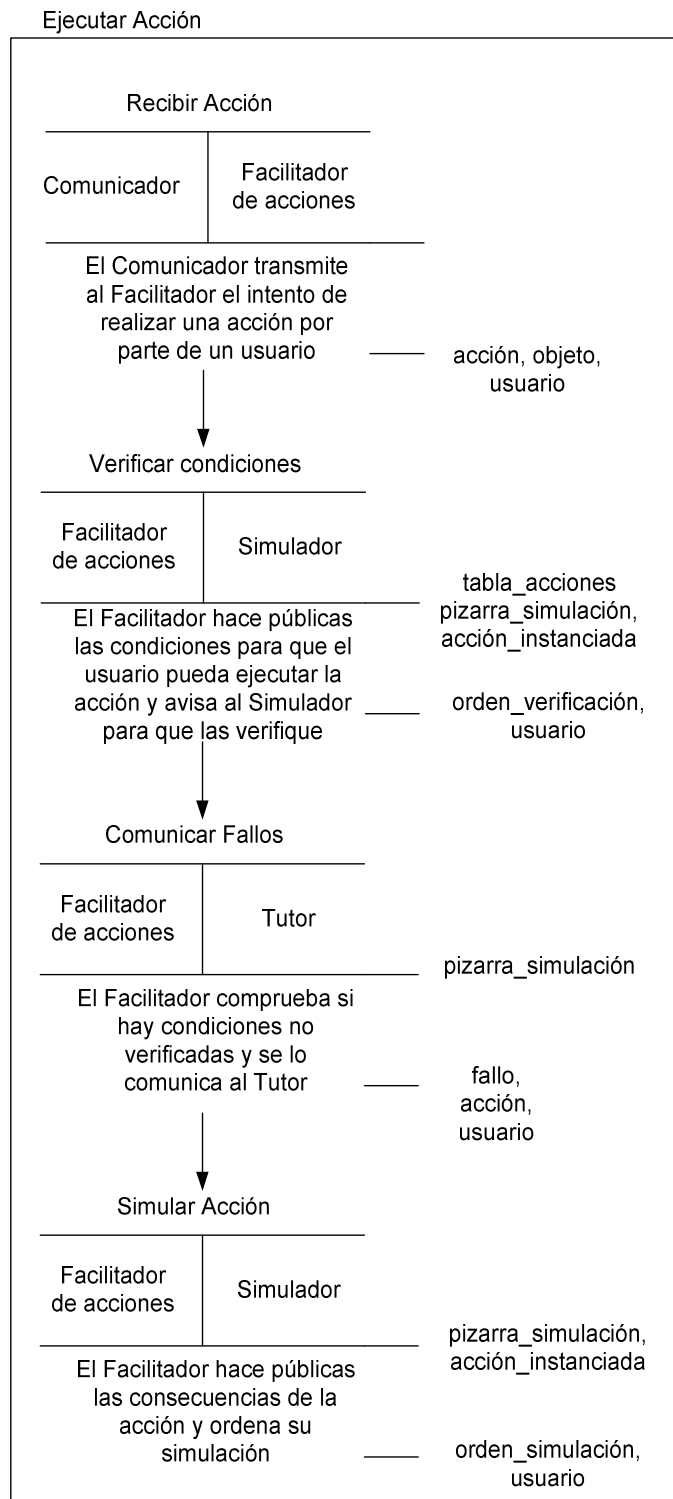 Ejecutar Acción
Recibir Acción
Comunicador
Facilitador
de acciones
El Comunicador transmite
al Facilitador el intento de
realizar una acción por
parte de un usuario
acción, objeto,
usuario
Verificar condiciones
Facilitador
de acciones
Simulador
tabla_acciones
pizarra_simulación,
acción_instanciada
El Facilitador hace públicas
las condiciones para que el
usuario pueda ejecutar la
acción y avisa al Simulador
para que las verifique
orden_verificación,
usuario
Comunicar Fallos
Facilitador
de acciones
Tutor
pizarra_simulación
El Facilitador comprueba si
hay condiciones no
verificadas y se lo
comunica al Tutor
fallo,
acción,
usuario
Simular Acción
Facilitador
de acciones
Simulador
pizarra_simulación,
acción_instanciada
El Facilitador hace públicas
las consecuencias de la
acción y ordena su
simulación
orden_simulación,
usuario